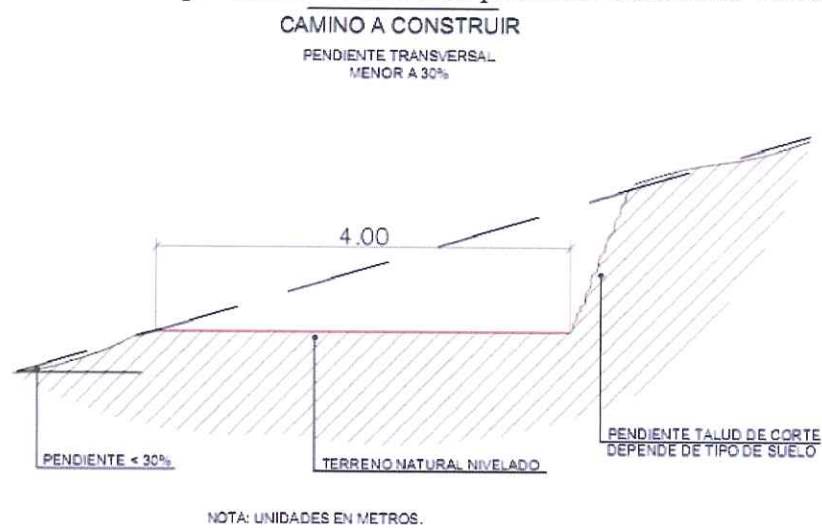 CAMINO A CONSTRUIR
PENDIENTE TRANSVERSAL
MENOR A 30%
4.00
PENDIENTE < 30%
TERRENO NATURAL NIVELADO
PENDIENTE TALUD DE CORTE
DEPENDE DE TIPO DE SUELO
NOTA: UNIDADES EN METROS.